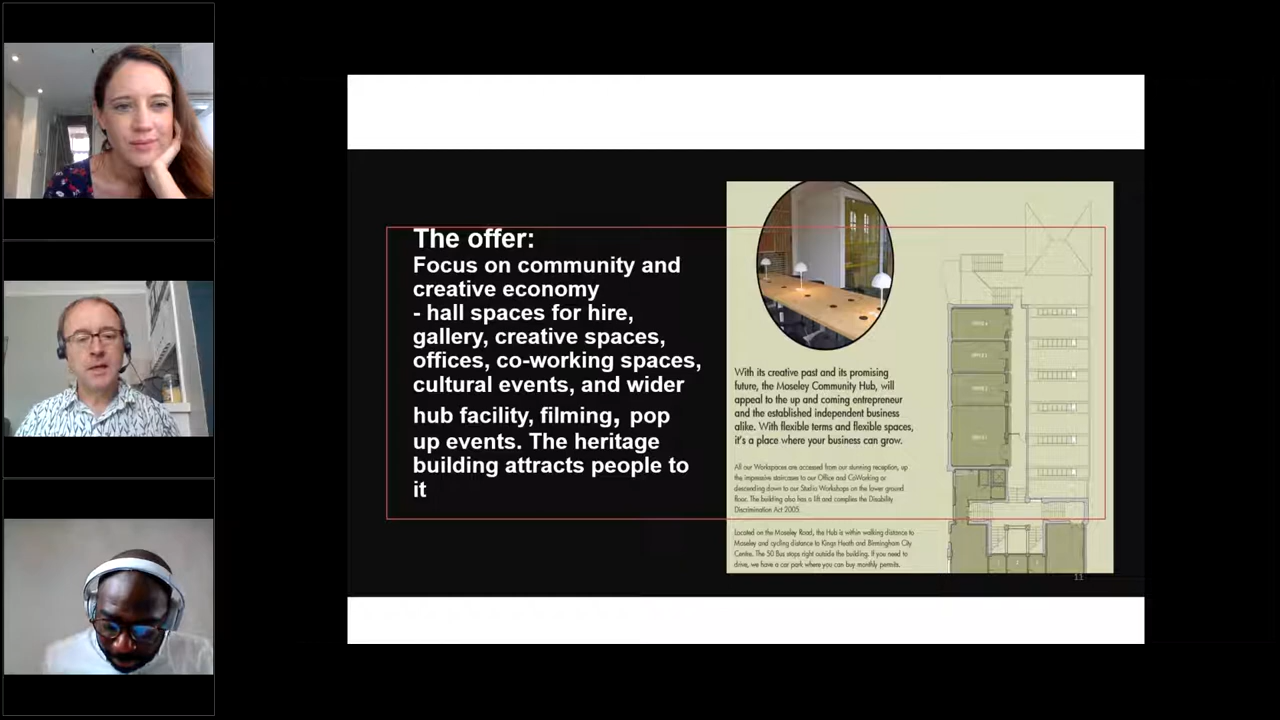 The offer:
Focus on community and
creative economy
- hall spaces for hire,
gallery, creative spaces,
offices, co-working spaces,
cultural events, and wider
hub facility, filming, pop
up events. The heritage
building attracts people to
it
With its creative past and its promising
future, the Moseley Community Hub, will
appeal to the up and coming entrepreneur
and the established independent business
alike. With flexible terms and flexible spaces,
it's a place where your business can grow.
All our Workspaces are accessed from our stunning reception, up
the impressive staircases to our Office and CoWorking or
descending down to our Studio Workshops on the lower ground
floor. The building also has a lift and complies the Disability
Discrimination Act 2005.
Located on the Moseley Road, the Hub is within walking distance to
Moseley and cycling distance to Kings Heath and Birmingham City
Centre. The 50 Bus stops right outside the building. If you need to
drive, we have a car park where you can buy monthly permits.
11